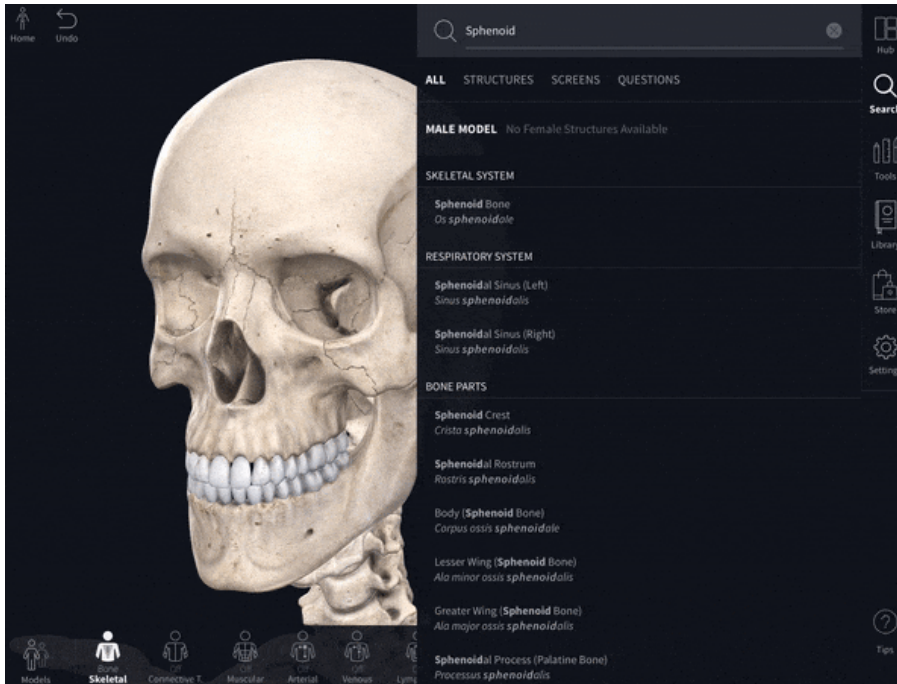 Home
Undo
Sphenoid
Hub
ALL STRUCTURES SCREENS QUESTIONS
Search
MALE MODEL No Female Structures Available
SKELETAL SYSTEM
Tools
Sphenoid Bone
Os sphenoidale
Library
RESPIRATORY SYSTEM
Sphenoidal Sinus (Left)
Sinus sphenoidalis
Store
Sphenoidal Sinus (Right)
Sinus sphenoidalis
Setting
BONE PARTS
Sphenoid Crest
Crista sphenoidalis
Sphenoidal Rostrum
Rostris sphenoidalis
Body (Sphenoid Bone)
Corpus ossis sphenoidale
Lesser Wing (Sphenoid Bone)
Ala minor ossis sphenoidalis
Greater Wing (Sphenoid Bone)
Ala major ossis sphenoidalis
?
Tips
Sphenoidal Process (Palatine Bone)
Processus sphenoidalis
Bone Off Off Off Off
Models Skeletal Connective T. Muscular Arterial Venous Lymp